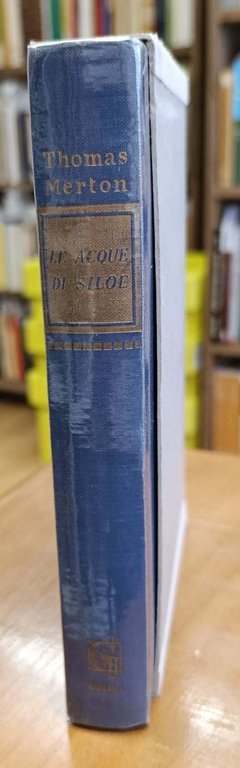 Thomas
Merton
LE ACQUE
DI SILOE